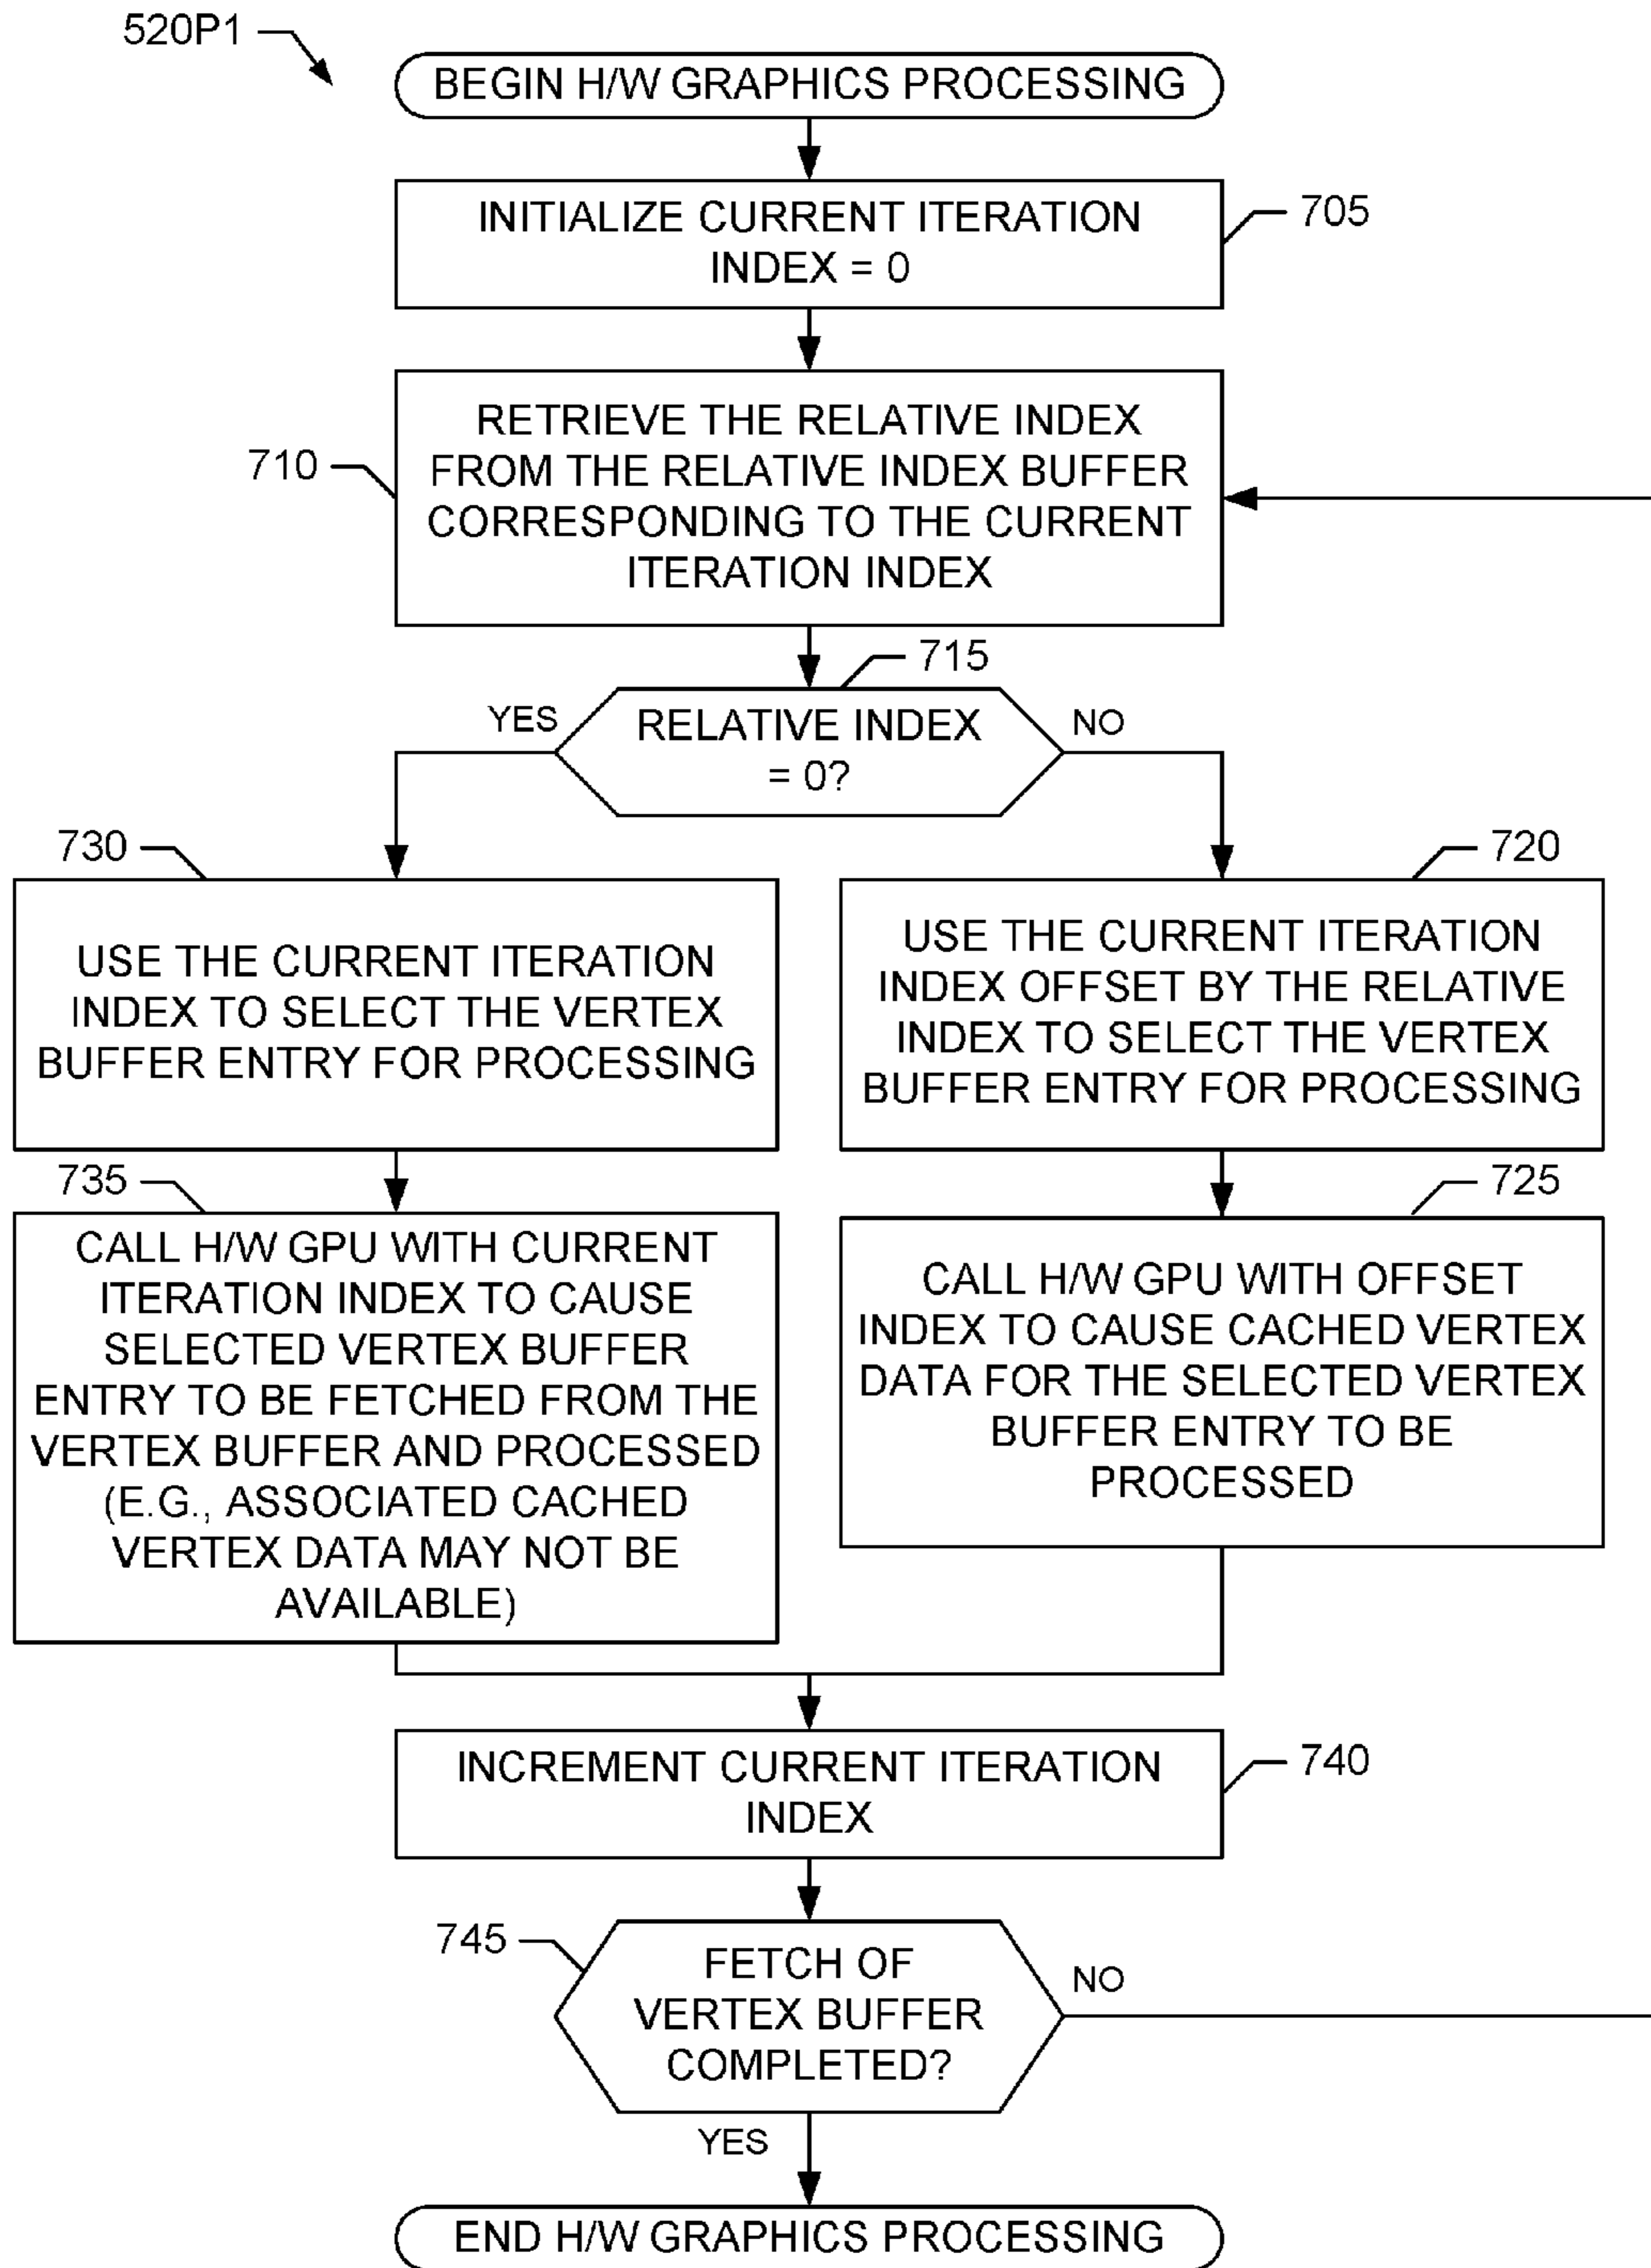 520P1
BEGIN H/W GRAPHICS PROCESSING
INITIALIZE CURRENT ITERATION
INDEX = 0
705
RETRIEVE THE RELATIVE INDEX
FROM THE RELATIVE INDEX BUFFER
CORRESPONDING TO THE CURRENT
ITERATION INDEX
710
715
RELATIVE INDEX
= 0?
YES
NO
730
USE THE CURRENT ITERATION
INDEX TO SELECT THE VERTEX
BUFFER ENTRY FOR PROCESSING
720
USE THE CURRENT ITERATION
INDEX OFFSET BY THE RELATIVE
INDEX TO SELECT THE VERTEX
BUFFER ENTRY FOR PROCESSING
735
CALL H/W GPU WITH CURRENT
ITERATION INDEX TO CAUSE
SELECTED VERTEX BUFFER
ENTRY TO BE FETCHED FROM THE
VERTEX BUFFER AND PROCESSED
(E.G., ASSOCIATED CACHED
VERTEX DATA MAY NOT BE
AVAILABLE)
725
CALL H/W GPU WITH OFFSET
INDEX TO CAUSE CACHED VERTEX
DATA FOR THE SELECTED VERTEX
BUFFER ENTRY TO BE
PROCESSED
INCREMENT CURRENT ITERATION
INDEX
740
745
FETCH OF
VERTEX BUFFER
COMPLETED?
NO
YES
END H/W GRAPHICS PROCESSING